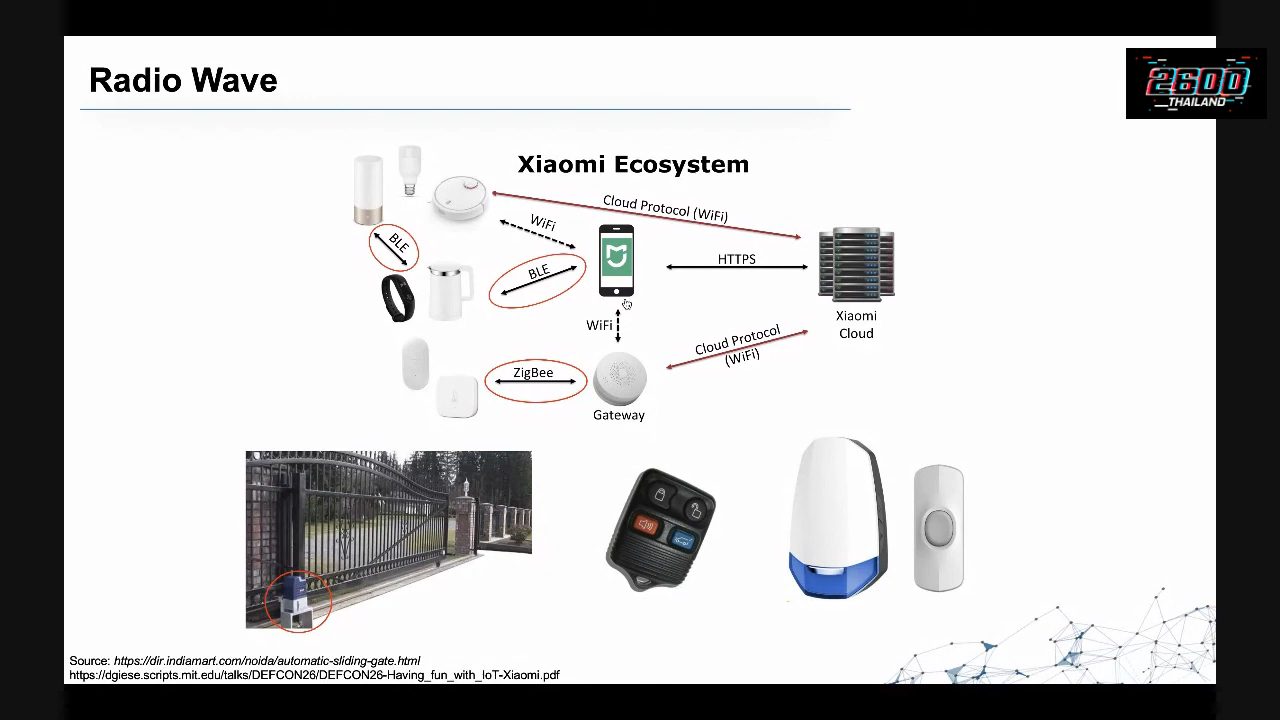 Radio Wave
2600
THAILAND
Xiaomi Ecosystem
Cloud Protocol (WiFi)
WiFi
BLE
BLE
HTTPS
WiFi
Xiaomi
Cloud
Cloud Protocol
(WiFi)
ZigBee
Gateway
Source: https://dir.indiamart.com/noida/automatic-sliding-gate.html
https://dgiese.scripts.mit.edu/talks/DEFCON26/DEFCON26-Having_fun_with_IoT-Xiaomi.pdf